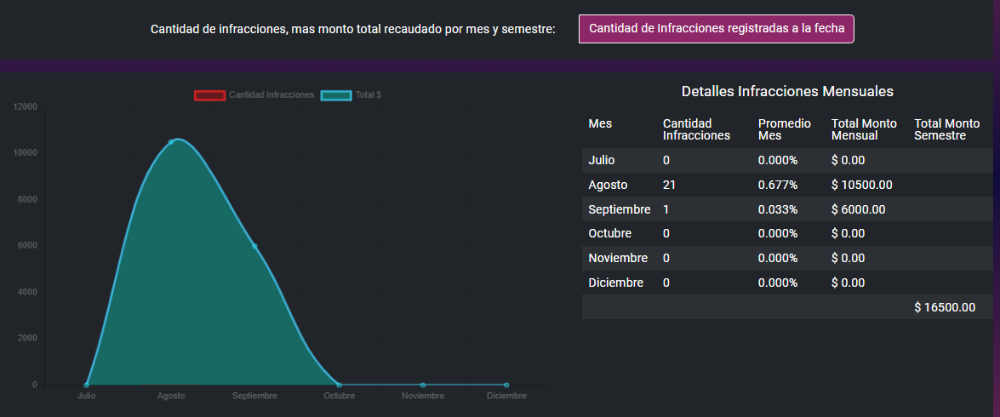 Cantidad de infracciones, mas monto total recaudado por mes y semestre:
Cantidad de Infracciones registradas a la fecha
Cantidad Infracciones
Total $
12000
10000
8000
6000
4000
2000
0
Julio
Agosto
Septiembre
Octubre
Noviembre
Diciembre
Detalles Infracciones Mensuales
Mes Cantidad Infracciones Promedio Mes Total Monto Mensual Total Monto Semestre
Julio 0 0.000% $ 0.00
Agosto 21 0.677% $ 10500.00
Septiembre 1 0.033% $ 6000.00
Octubre 0 0.000% $ 0.00
Noviembre 0 0.000% $ 0.00
Diciembre 0 0.000% $ 0.00
$ 16500.00